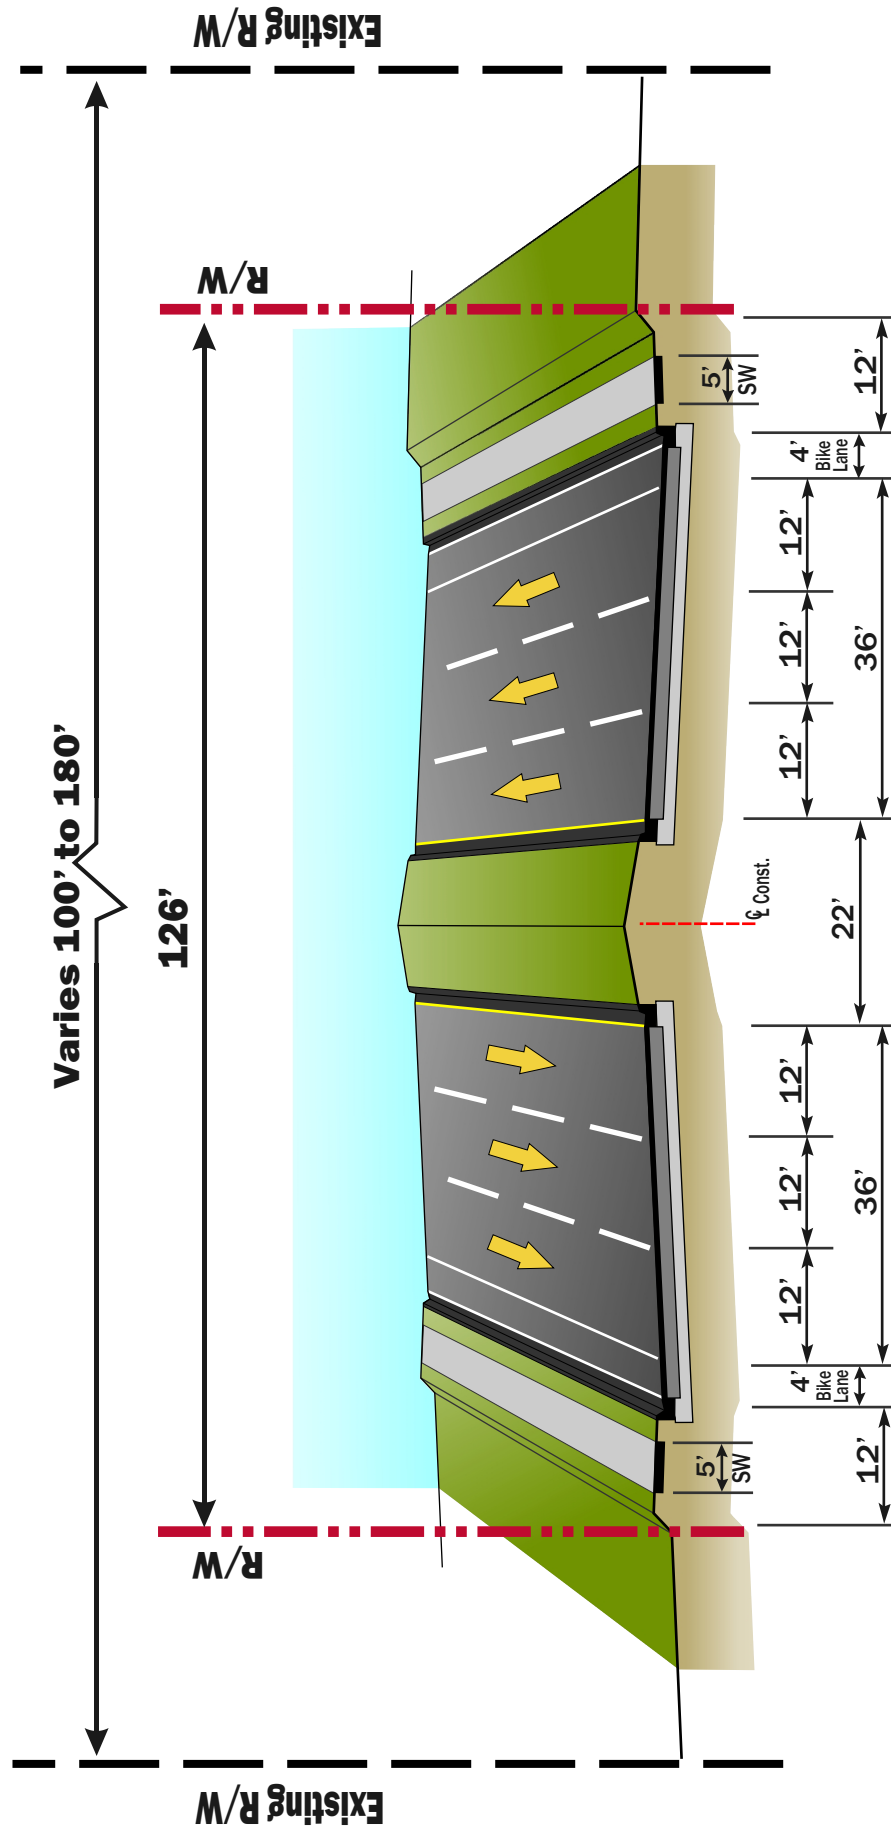 Existing R/W
Varies 100' to 180'
Existing R/W
R/W
126'
R/W
℄ Const.
5'
SW
5'
SW
12'
4'
Bike
Lane
12'
12'
12'
36'
22'
12'
12'
12'
36'
4'
Bike
Lane
12'